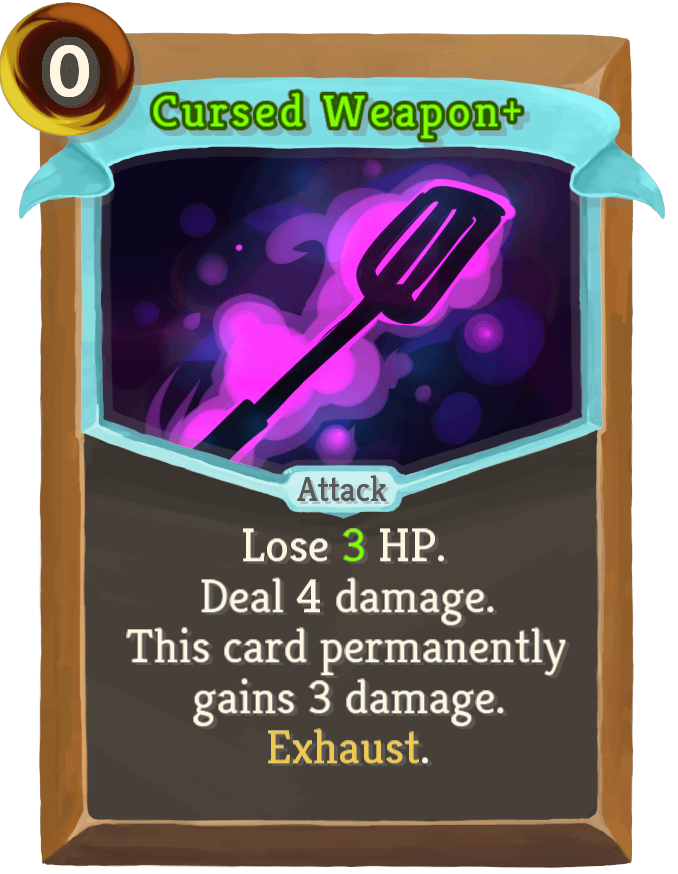 0
Cursed Weapon+
Attack
Lose 3 HP.
Deal 4 damage.
This card permanently
gains 3 damage.
Exhaust.